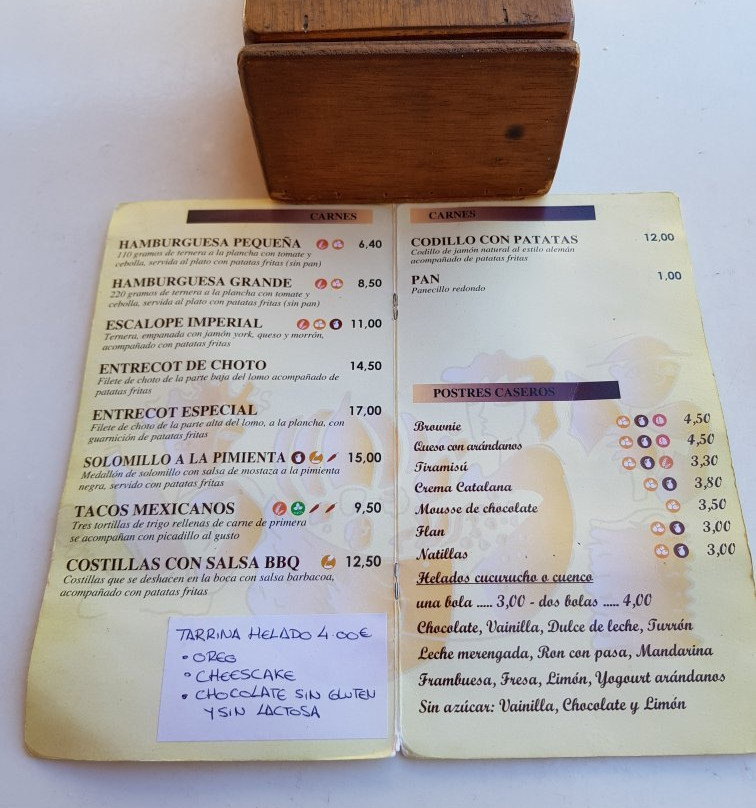 CARNES
HAMBURGUESA PEQUEÑA 6,40
110 gramos de ternera a la plancha con tomate y
cebolla, servida al plato con patatas fritas (sin pan)
HAMBURGUESA GRANDE 8,50
220 gramos de ternera a la plancha con tomate y
cebolla, servida al plato con patatas fritas (sin pan)
ESCALOPE IMPERIAL 11,00
Ternera, empanada con jamón york, queso y morrón,
acompañado con patatas fritas
ENTRECOT DE CHOTO 14,50
Filete de choto de la parte baja del lomo acompañado de
patatas fritas
ENTRECOT ESPECIAL 17,00
Filete de choto de la parte alta del lomo, a la plancha, con
guarnición de patatas fritas
SOLOMILLO A LA PIMIENTA 15,00
Medallón de solomillo con salsa de mostaza a la pimienta
negra, servido con patatas fritas
TACOS MEXICANOS 9,50
Tres tortillas de trigo rellenas de carne de primera
se acompañan con picadillo al gusto
COSTILLAS CON SALSA BBQ 12,50
Costillas que se deshacen en la boca con salsa barbacoa,
acompañado con patatas fritas
TARRINA HELADO 4.00€
• OREO
• CHEESCAKE
• CHOCOLATE SIN GLUTEN
Y SIN LACTOSA
CARNES
CODILLO CON PATATAS 12,00
Codillo de jamón natural al estilo alemán
acompañado de patatas fritas
PAN 1,00
Panecillo redondo
POSTRES CASEROS
Brownie 4,50
Queso con arándanos 4,50
Tiramisú 3,30
Crema Catalana 3,80
Mousse de chocolate 3,50
Flan 3,00
Natillas 3,00
Helados cucurucho o cuenco
una bola ..... 3,00 - dos bolas ..... 4,00
Chocolate, Vainilla, Dulce de leche, Turrón
Leche merengada, Ron con pasa, Mandarina
Frambuesa, Fresa, Limón, Yogourt arándanos
Sin azúcar: Vainilla, Chocolate y Limón